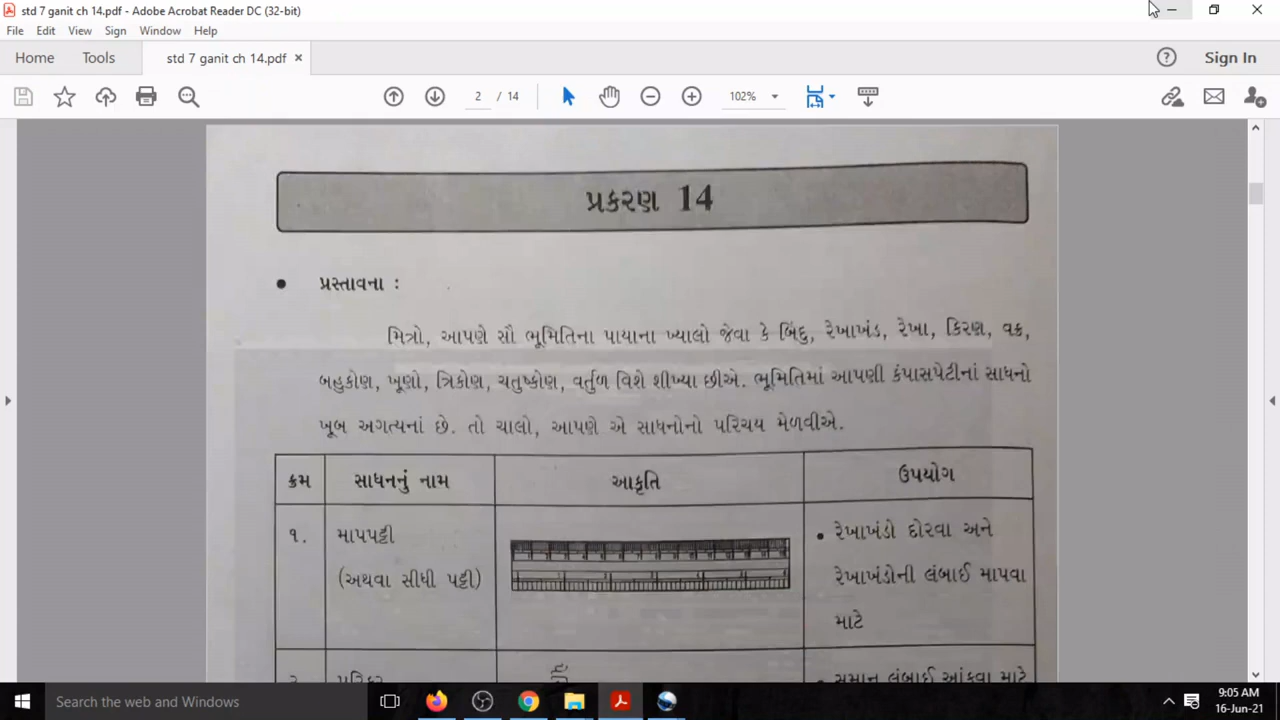 std 7 ganit ch 14.pdf - Adobe Acrobat Reader DC (32-bit)
File Edit View Sign Window Help
Home Tools std 7 ganit ch 14.pdf × Sign In
2 / 14 102%
પ્રકરણ 14
● પ્રસ્તાવના :
મિત્રો, આપણે સૌ ભૂમિતિના પાયાના ખ્યાલો જેવા કે બિંદુ, રેખાખંડ, રેખા, કિરણ, વક્ર,
બહુકોણ, ખૂણો, ત્રિકોણ, ચતુષ્કોણ, વર્તુળ વિશે શીખ્યા છીએ. ભૂમિતિમાં આપણી કંપાસપેટીનાં સાધનો
ખૂબ અગત્યનાં છે. તો ચાલો, આપણે એ સાધનોનો પરિચય મેળવીએ.
ક્રમ સાધનનું નામ આકૃતિ ઉપયોગ
૧. માપપટ્ટી • રેખાખંડો દોરવા અને
(અથવા સીધી પટ્ટી) રેખાખંડોની લંબાઈ માપવા
માટે
૨. • સમાન લંબાઈ આંકવા માટે
Search the web and Windows
9:05 AM
16-Jun-21